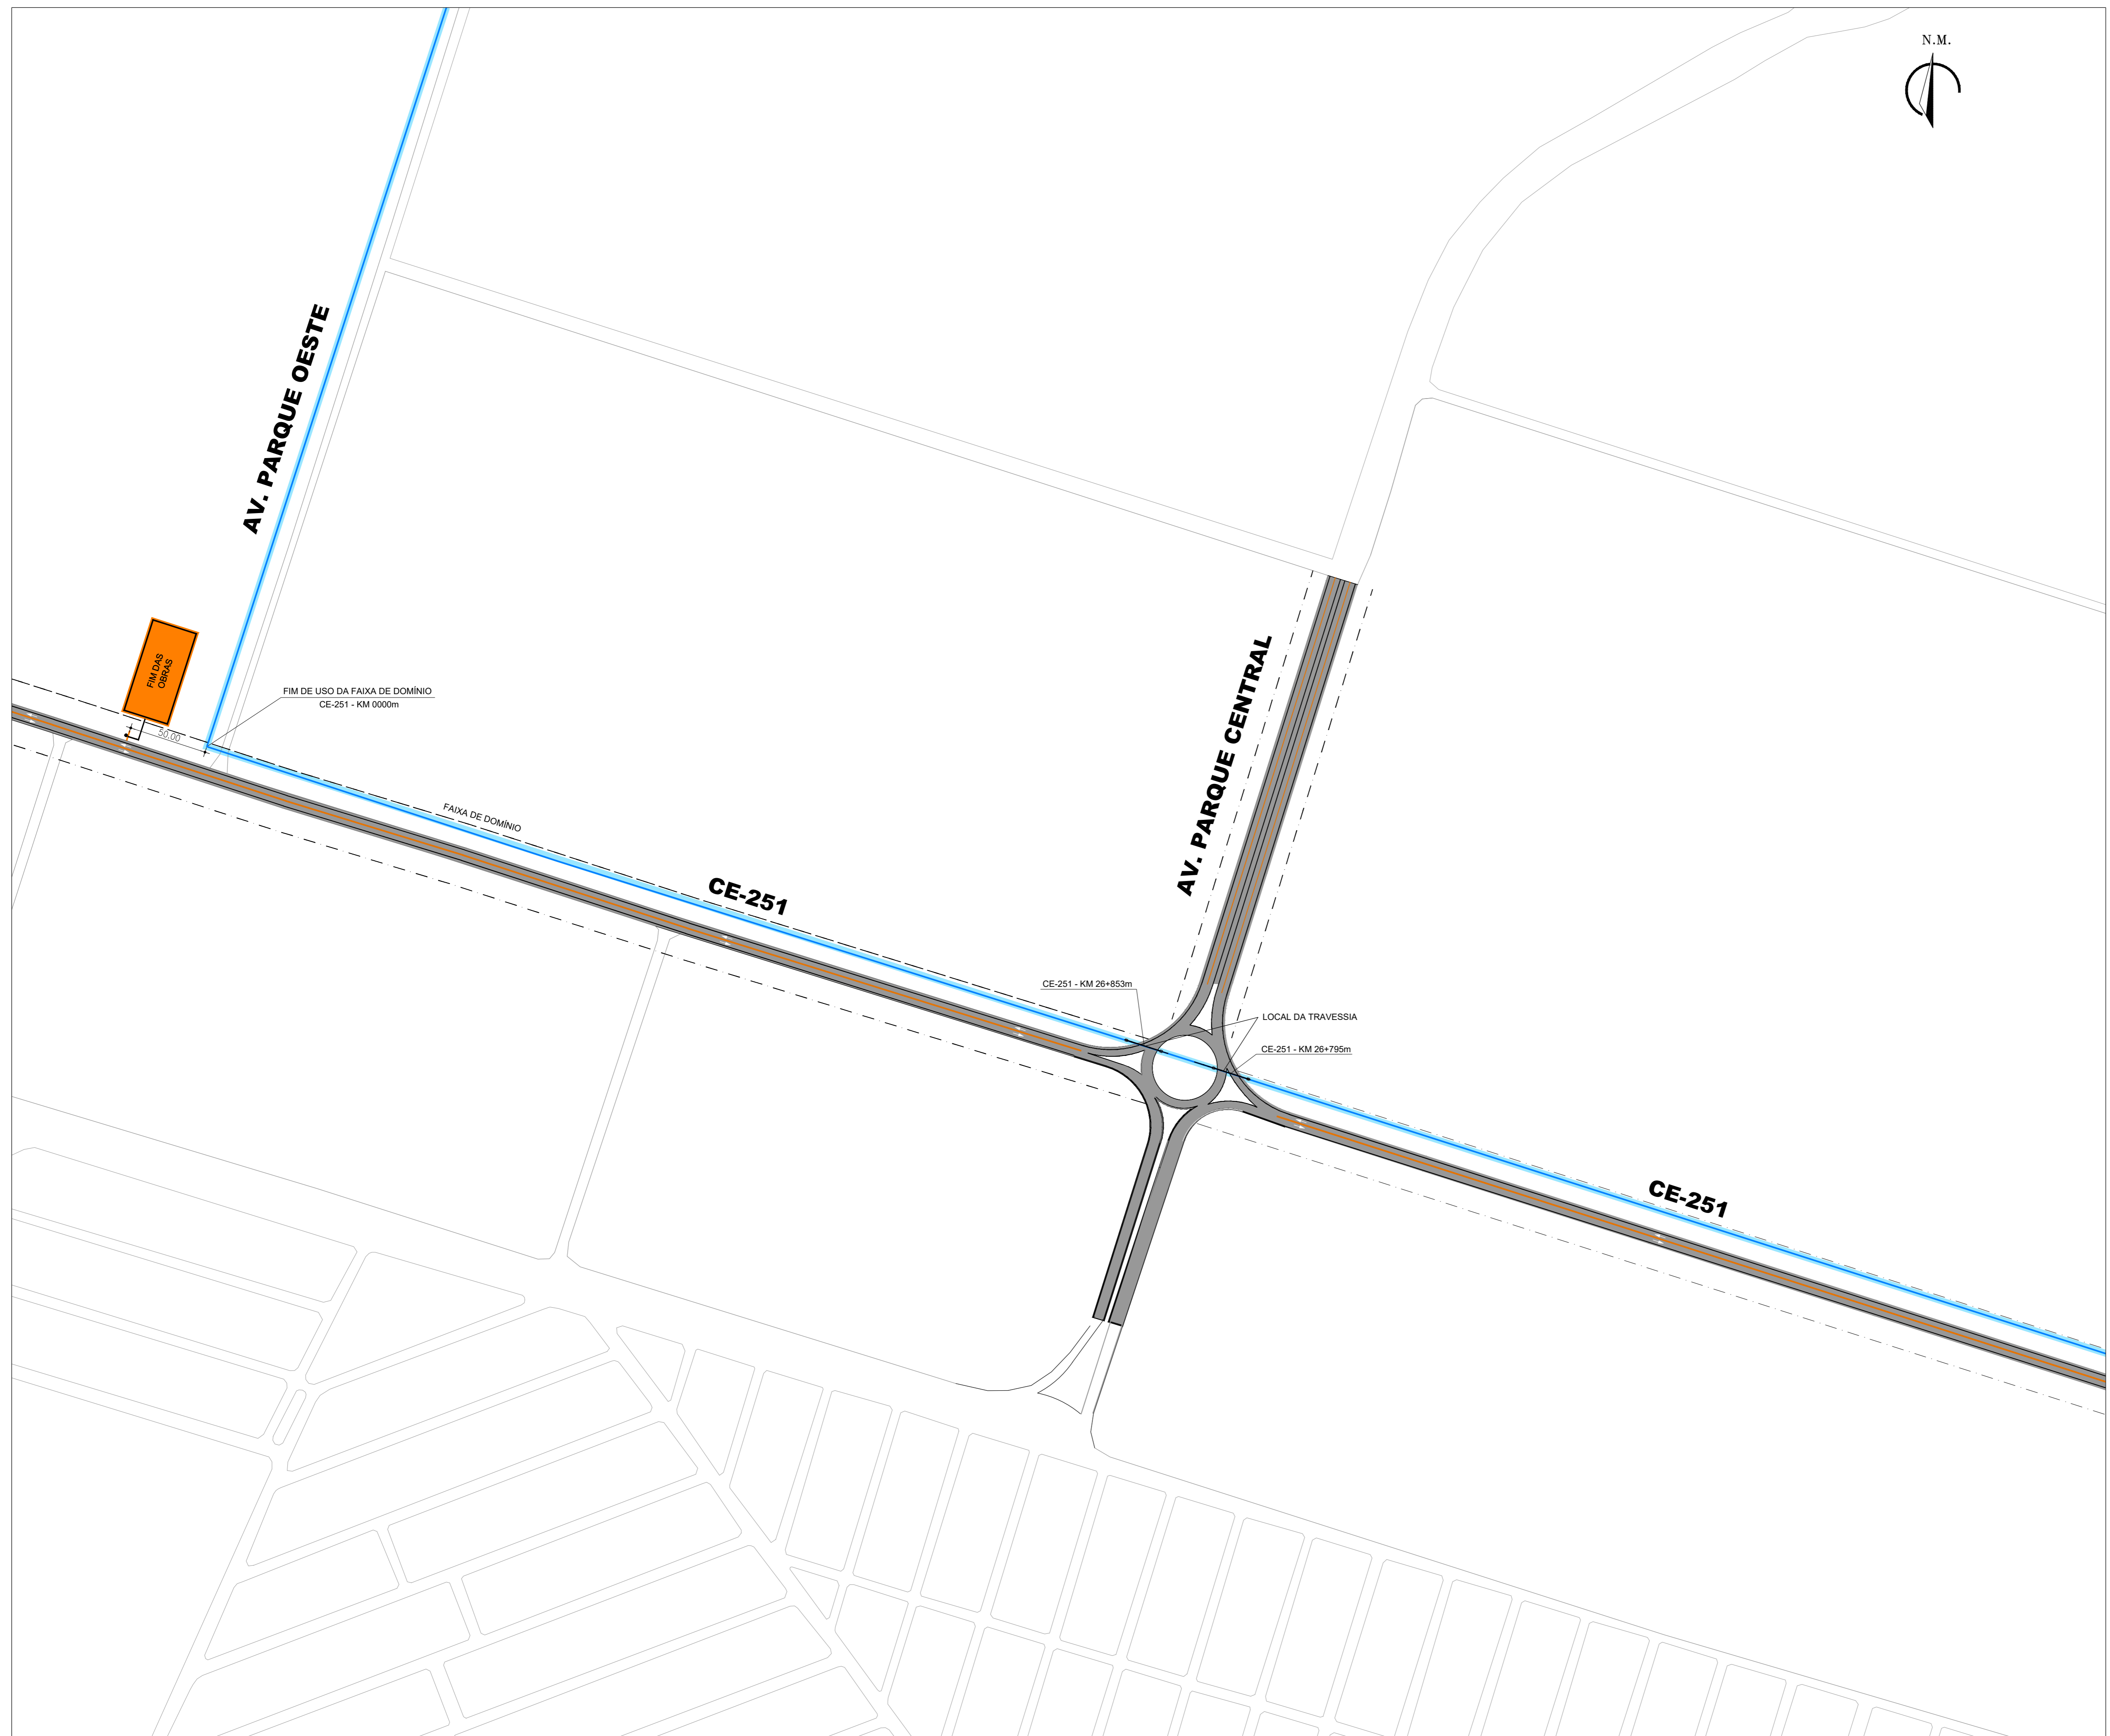 N.M.
AV. PARQUE OESTE
FIM DAS
OBRAS
FIM DE USO DA FAIXA DE DOMÍNIO
CE-251 - KM 0000m
50,00
FAIXA DE DOMÍNIO
AV. PARQUE CENTRAL
CE-251
CE-251 - KM 26+853m
LOCAL DA TRAVESSIA
CE-251 - KM 26+795m
CE-251